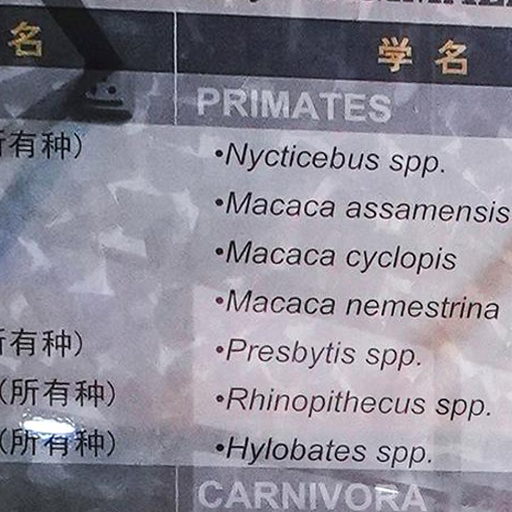 名 学名
PRIMATES
所有种) •Nycticebus spp.
•Macaca assamensis
•Macaca cyclopis
•Macaca nemestrina
所有种) •Presbytis spp.
(所有种) •Rhinopithecus spp.
(所有种) •Hylobates spp.
CARNIVORA